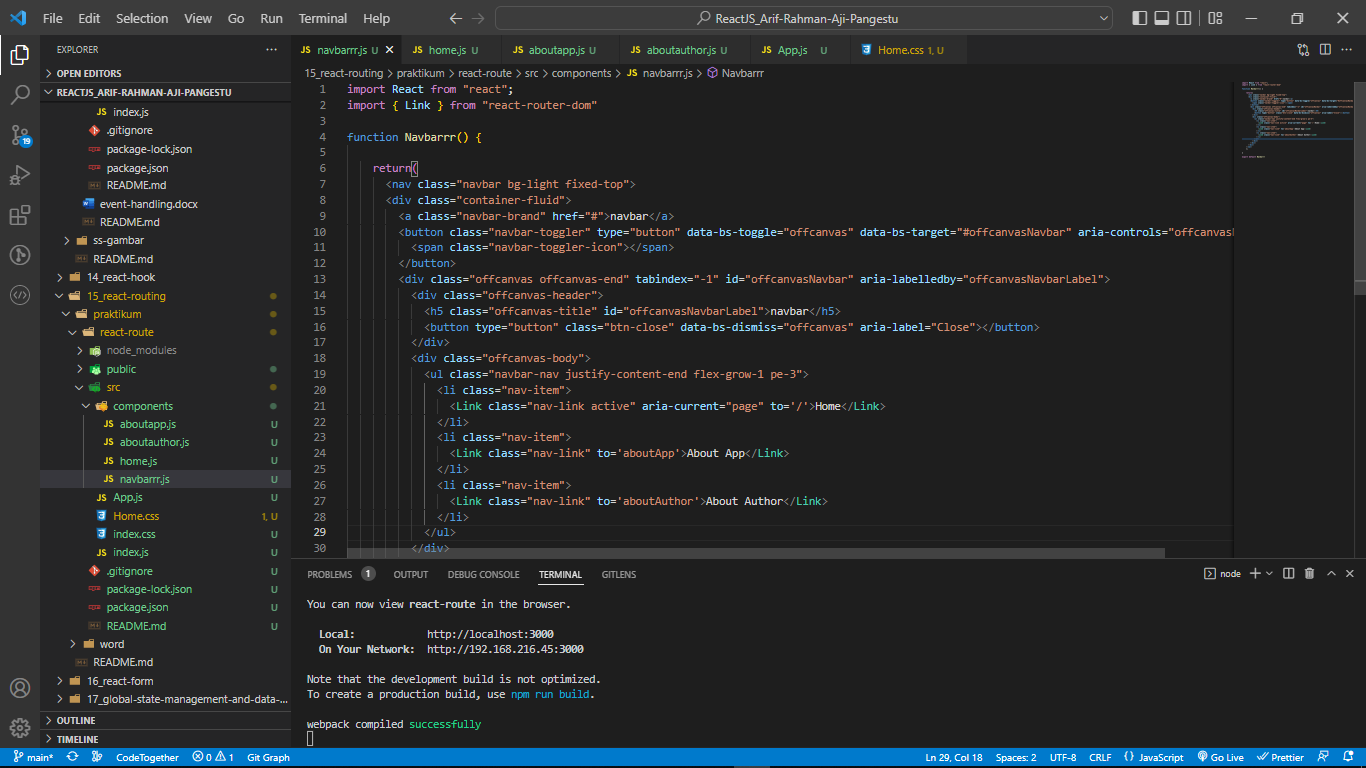 File Edit Selection View Go Run Terminal Help
ReactJS_Arif-Rahman-Aji-Pangestu
EXPLORER
OPEN EDITORS
REACTJS_ARIF-RAHMAN-AJI-PANGESTU
JS index.js
.gitignore
package-lock.json
package.json
README.md
event-handling.docx
README.md
ss-gambar
README.md
14_react-hook
15_react-routing
praktikum
react-route
node_modules
public
src
components
JS aboutapp.js U
JS aboutauthor.js U
JS home.js U
JS navbarrr.js U
JS App.js U
Home.css 1, U
index.css U
JS index.js U
.gitignore U
package-lock.json U
package.json U
README.md U
word
README.md
16_react-form
17_global-state-management-and-data-...
OUTLINE
TIMELINE
19
JS navbarrr.js U JS home.js U JS aboutapp.js U JS aboutauthor.js U JS App.js U Home.css 1, U
15_react-routing > praktikum > react-route > src > components > JS navbarrr.js > Navbarrr
1 import React from "react";
2 import { Link } from "react-router-dom"
3
4 function Navbarrr() {
5
6 return(
7 <nav class="navbar bg-light fixed-top">
8 <div class="container-fluid">
9 <a class="navbar-brand" href="#">navbar</a>
10 <button class="navbar-toggler" type="button" data-bs-toggle="offcanvas" data-bs-target="#offcanvasNavbar" aria-controls="offcanvasN
11 <span class="navbar-toggler-icon"></span>
12 </button>
13 <div class="offcanvas offcanvas-end" tabindex="-1" id="offcanvasNavbar" aria-labelledby="offcanvasNavbarLabel">
14 <div class="offcanvas-header">
15 <h5 class="offcanvas-title" id="offcanvasNavbarLabel">navbar</h5>
16 <button type="button" class="btn-close" data-bs-dismiss="offcanvas" aria-label="Close"></button>
17 </div>
18 <div class="offcanvas-body">
19 <ul class="navbar-nav justify-content-end flex-grow-1 pe-3">
20 <li class="nav-item">
21 <Link class="nav-link active" aria-current="page" to='/'>Home</Link>
22 </li>
23 <li class="nav-item">
24 <Link class="nav-link" to='aboutApp'>About App</Link>
25 </li>
26 <li class="nav-item">
27 <Link class="nav-link" to='aboutAuthor'>About Author</Link>
28 </li>
29 </ul>
30 </div>
PROBLEMS 1 OUTPUT DEBUG CONSOLE TERMINAL GITLENS
node
You can now view react-route in the browser.
Local: http://localhost:3000
On Your Network: http://192.168.216.45:3000
Note that the development build is not optimized.
To create a production build, use npm run build.
webpack compiled successfully
main* CodeTogether 0 1 Git Graph Ln 29, Col 18 Spaces: 2 UTF-8 CRLF {} JavaScript Go Live Prettier